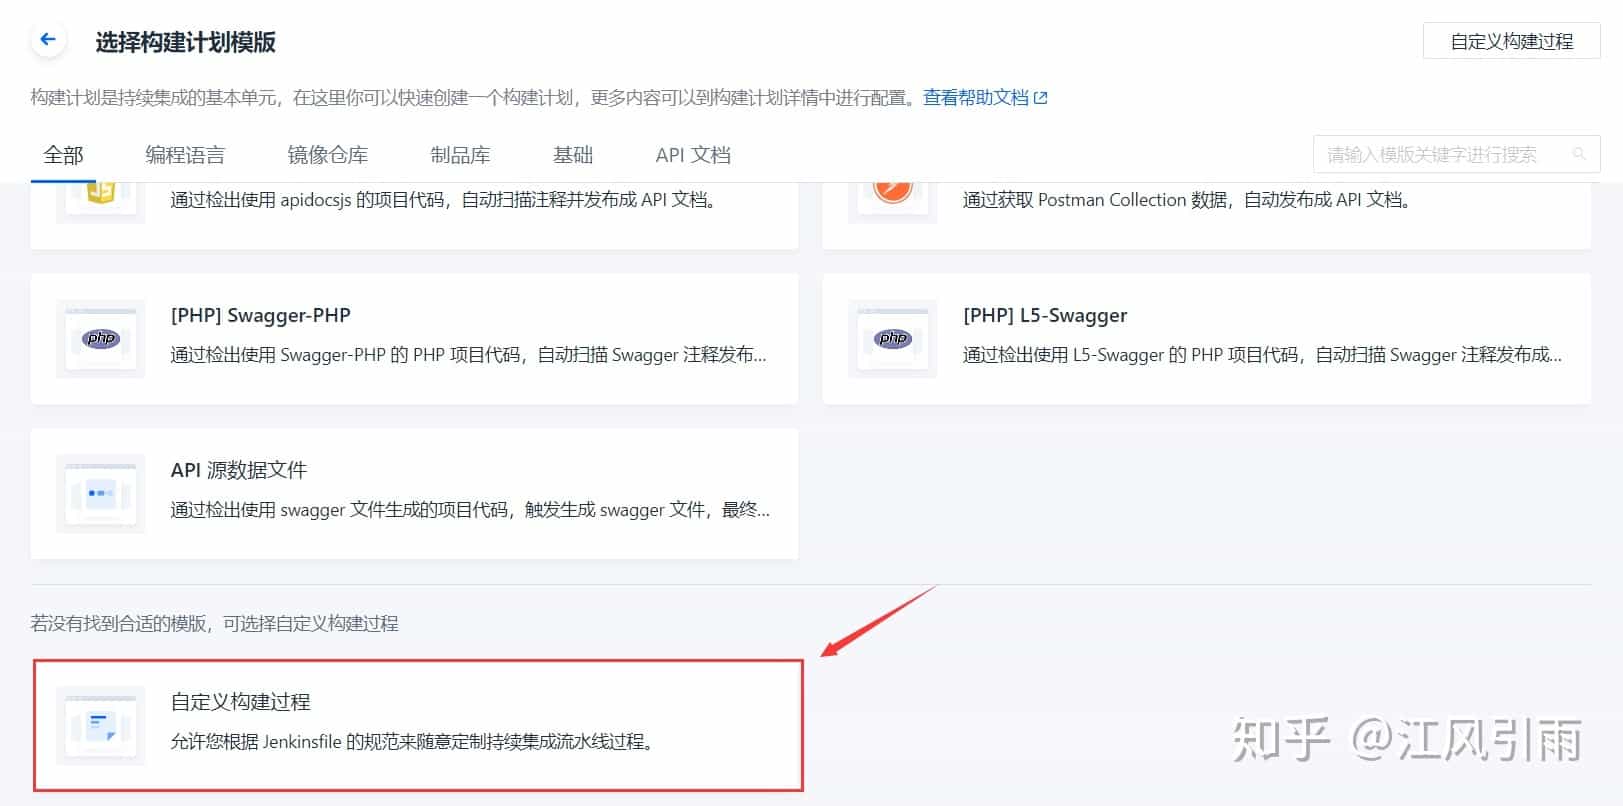 选择构建计划模版
自定义构建过程
构建计划是持续集成的基本单元，在这里你可以快速创建一个构建计划，更多内容可以到构建计划详情中进行配置。查看帮助文档
全部 编程语言 镜像仓库 制品库 基础 API 文档
请输入模版关键字进行搜索
JS
通过检出使用 apidocsjs 的项目代码，自动扫描注释并发布成 API 文档。
通过获取 Postman Collection 数据，自动发布成 API 文档。
php
[PHP] Swagger-PHP
通过检出使用 Swagger-PHP 的 PHP 项目代码，自动扫描 Swagger 注释发布...
php
[PHP] L5-Swagger
通过检出使用 L5-Swagger 的 PHP 项目代码，自动扫描 Swagger 注释发布成...
API 源数据文件
通过检出使用 swagger 文件生成的项目代码，触发生成 swagger 文件，最终...
若没有找到合适的模版，可选择自定义构建过程
自定义构建过程
允许您根据 Jenkinsfile 的规范来随意定制持续集成流水线过程。
知乎 @江风引雨